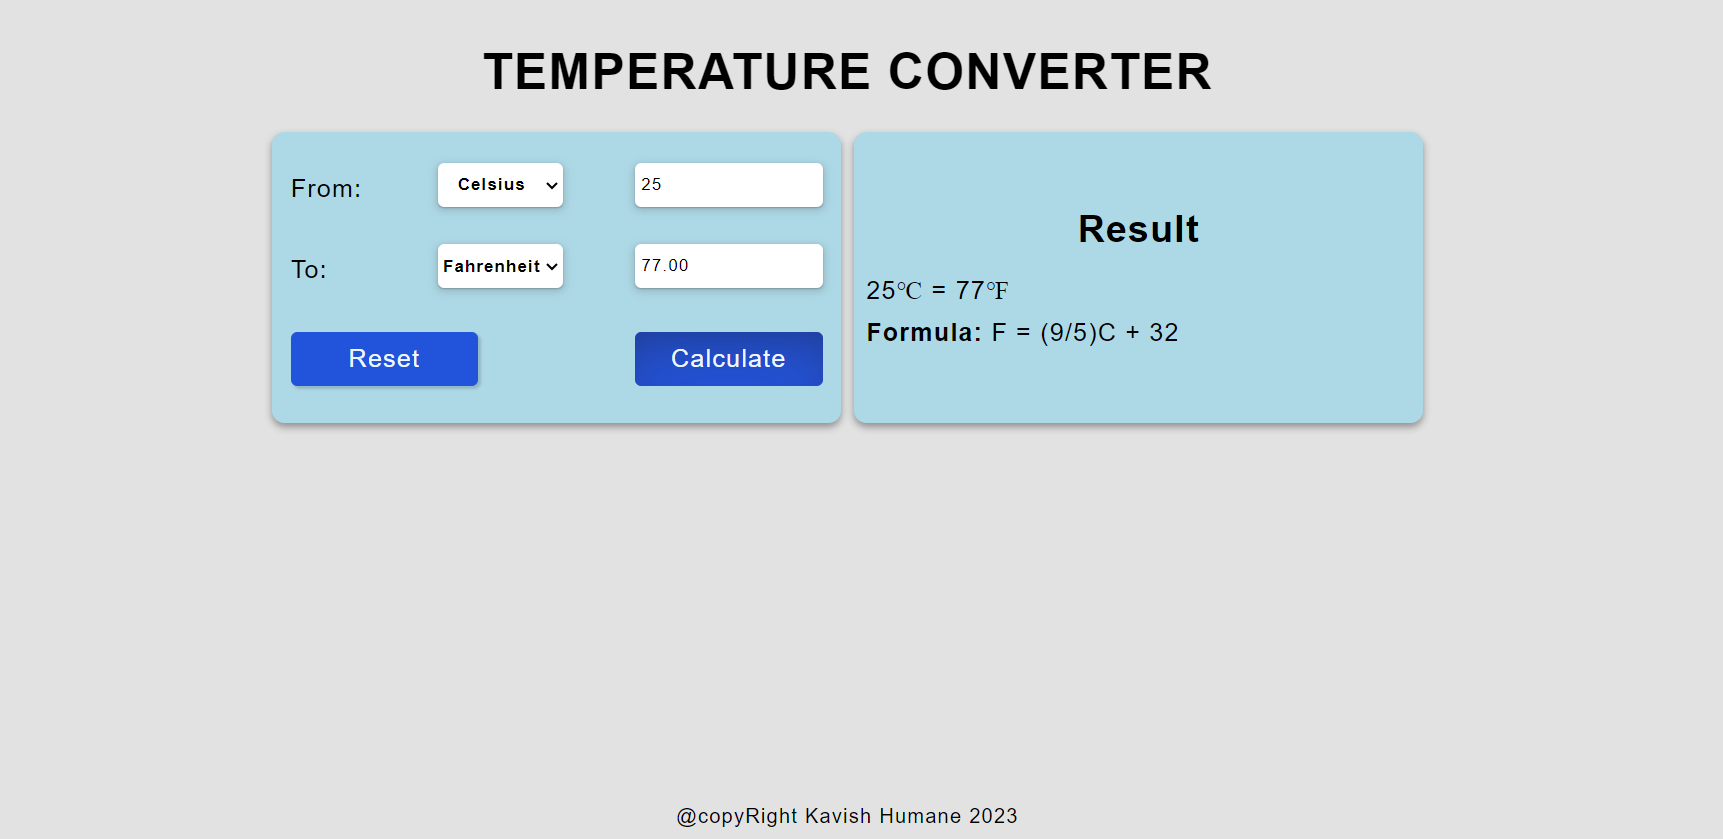 TEMPERATURE CONVERTER
From: Celsius 25
To: Fahrenheit 77.00
Reset Calculate
Result
25℃ = 77℉
Formula: F = (9/5)C + 32
@copyRight Kavish Humane 2023